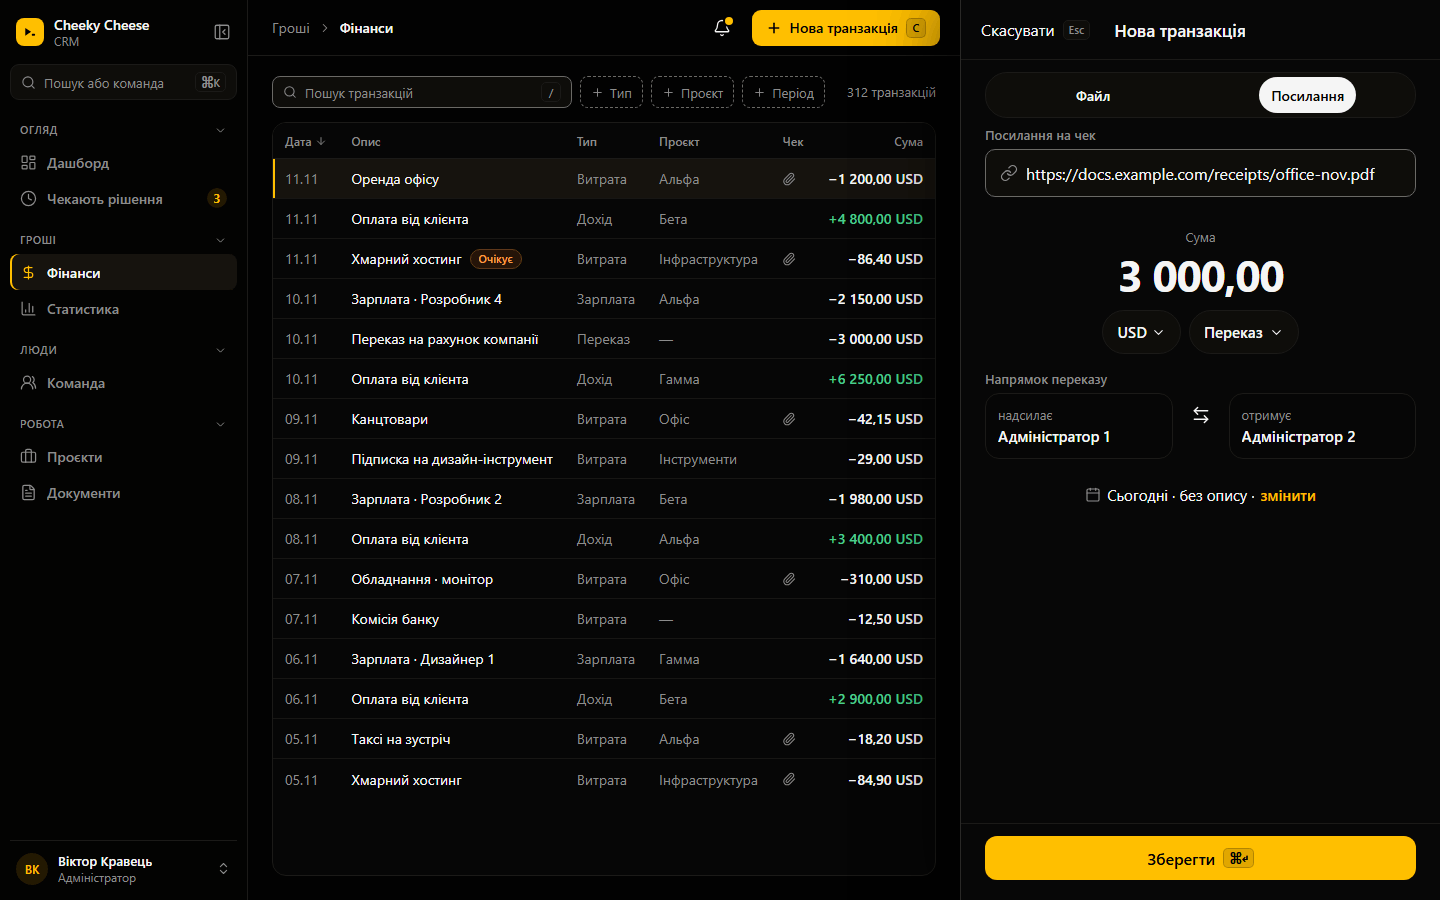 Cheeky Cheese
CRM
Пошук або команда ⌘K
ОГЛЯД
Дашборд
Чекають рішення 3
ГРОШІ
Фінанси
Статистика
ЛЮДИ
Команда
РОБОТА
Проєкти
Документи
ВК
Віктор Кравець
Адміністратор
Гроші > Фінанси
+ Нова транзакція C
Пошук транзакцій /
+ Тип
+ Проєкт
+ Період
312 транзакцій
Дата ↓ Опис Тип Проєкт Чек Сума
11.11 Оренда офісу Витрата Альфа −1 200,00 USD
11.11 Оплата від клієнта Дохід Бета +4 800,00 USD
11.11 Хмарний хостинг Очікує Витрата Інфраструктура −86,40 USD
10.11 Зарплата · Розробник 4 Зарплата Альфа −2 150,00 USD
10.11 Переказ на рахунок компанії Переказ — −3 000,00 USD
10.11 Оплата від клієнта Дохід Гамма +6 250,00 USD
09.11 Канцтовари Витрата Офіс −42,15 USD
09.11 Підписка на дизайн-інструмент Витрата Інструменти −29,00 USD
08.11 Зарплата · Розробник 2 Зарплата Бета −1 980,00 USD
08.11 Оплата від клієнта Дохід Альфа +3 400,00 USD
07.11 Обладнання · монітор Витрата Офіс −310,00 USD
07.11 Комісія банку Витрата — −12,50 USD
06.11 Зарплата · Дизайнер 1 Зарплата Гамма −1 640,00 USD
06.11 Оплата від клієнта Дохід Бета +2 900,00 USD
05.11 Таксі на зустріч Витрата Альфа −18,20 USD
05.11 Хмарний хостинг Витрата Інфраструктура −84,90 USD
Скасувати Esc Нова транзакція
Файл Посилання
Посилання на чек
https://docs.example.com/receipts/office-nov.pdf
Сума
3 000,00
USD Переказ
Напрямок переказу
надсилає
Адміністратор 1
отримує
Адміністратор 2
Сьогодні · без опису · змінити
Зберегти ⌘↵